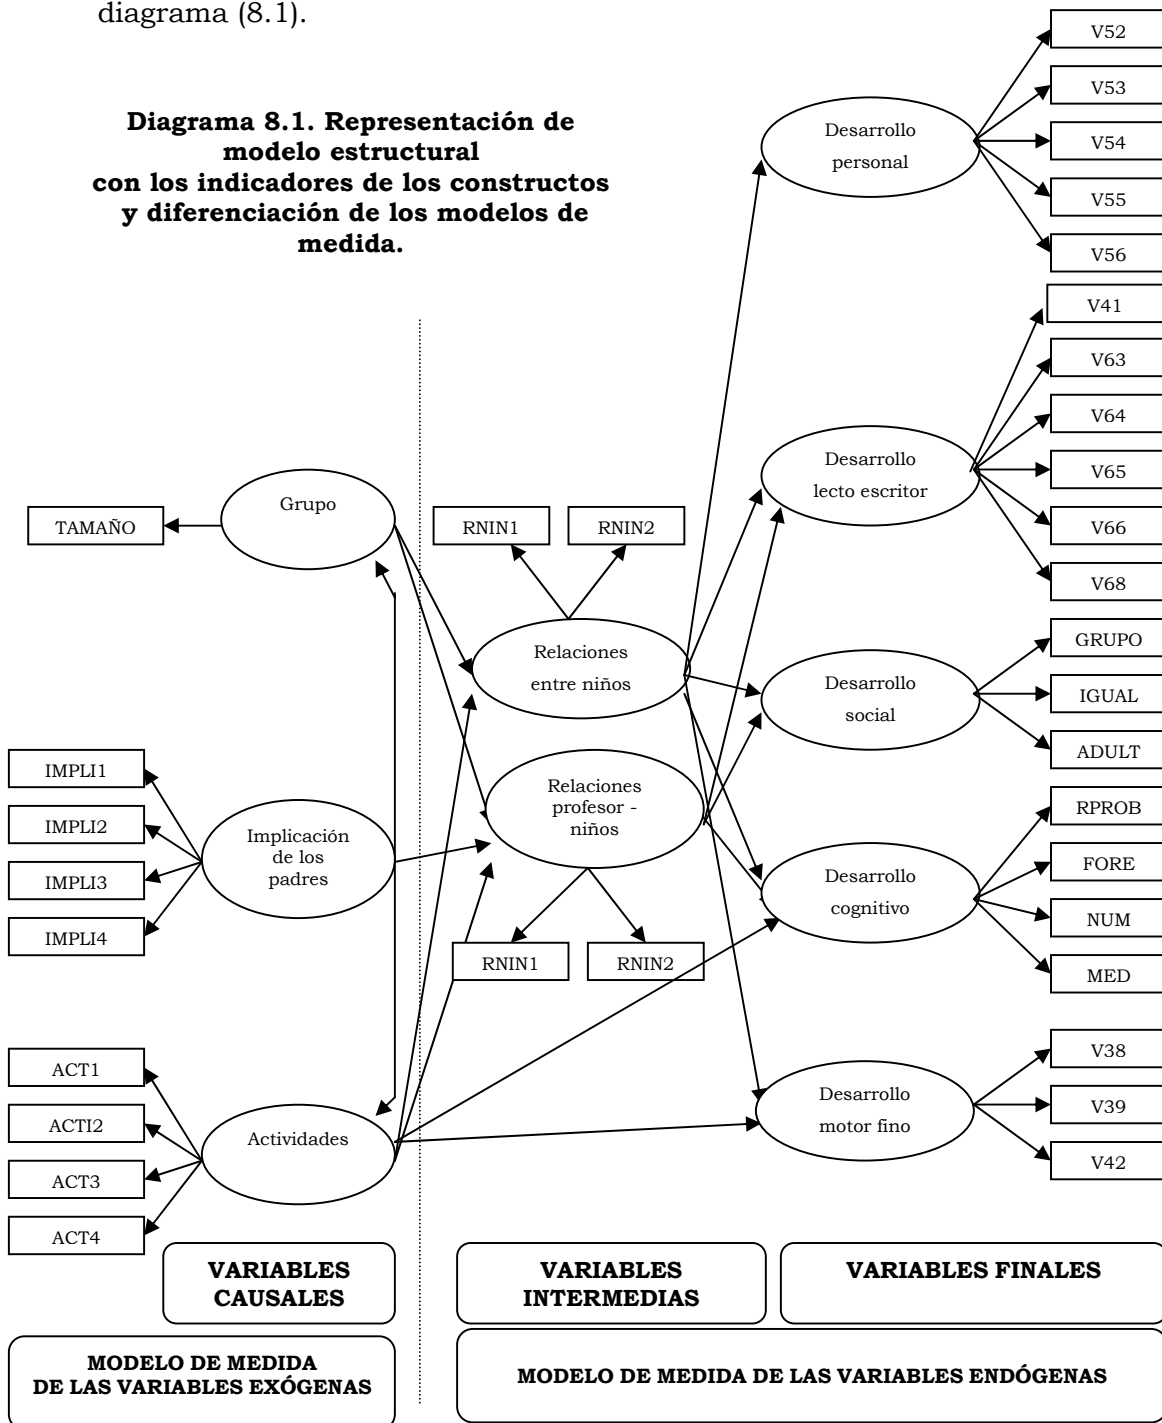 diagrama (8.1).
Diagrama 8.1. Representación de
modelo estructural
con los indicadores de los constructos
y diferenciación de los modelos de
medida.
V52
V53
V54
V55
V56
Desarrollo
personal
V41
V63
V64
V65
V66
V68
Desarrollo
lecto escritor
Grupo
TAMAÑO
RNIN1
RNIN2
Relaciones
entre niños
Desarrollo
social
GRUPO
IGUAL
ADULT
IMPLI1
IMPLI2
IMPLI3
IMPLI4
Implicación
de los
padres
Relaciones
profesor -
niños
RNIN1
RNIN2
Desarrollo
cognitivo
RPROB
FORE
NUM
MED
ACT1
ACTI2
ACT3
ACT4
Actividades
Desarrollo
motor fino
V38
V39
V42
VARIABLES
CAUSALES
VARIABLES
INTERMEDIAS
VARIABLES FINALES
MODELO DE MEDIDA
DE LAS VARIABLES EXÓGENAS
MODELO DE MEDIDA DE LAS VARIABLES ENDÓGENAS